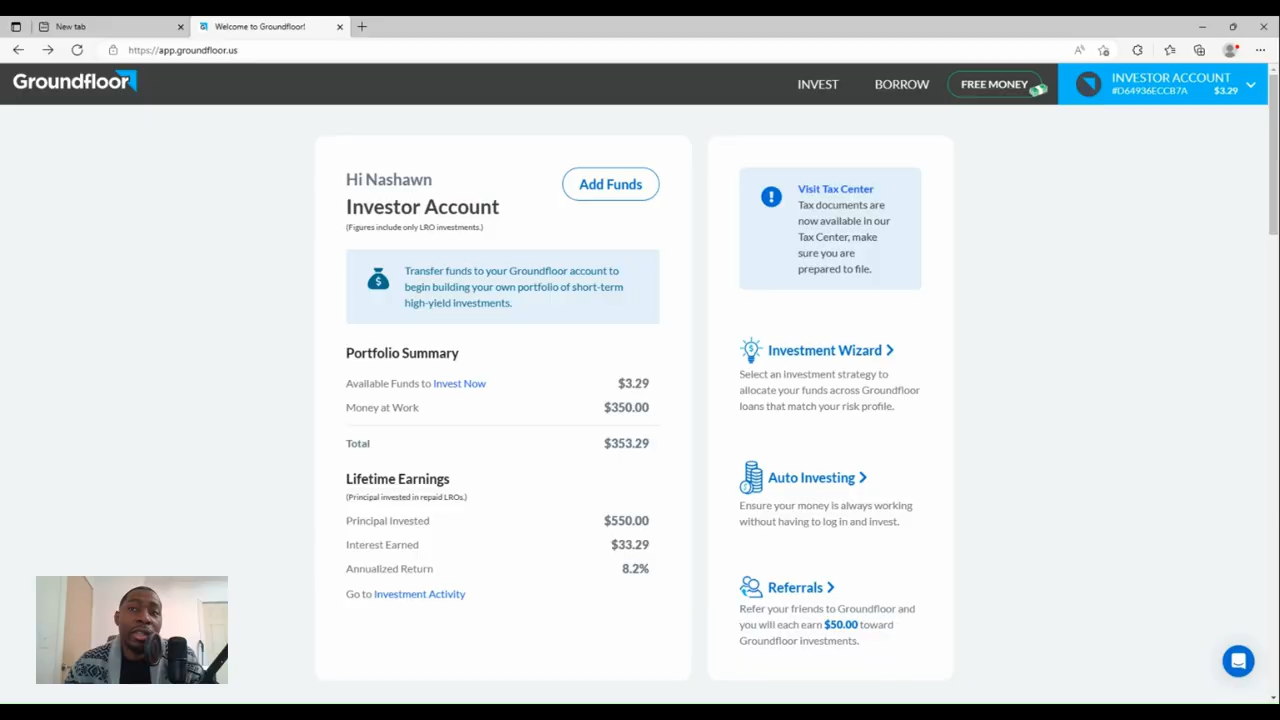 New tab
Welcome to Groundfloor!
https://app.groundfloor.us
Groundfloor
INVEST
BORROW
FREE MONEY
INVESTOR ACCOUNT
#D64936ECCB7A $3.29
Hi Nashawn
Add Funds
Investor Account
(Figures include only LRO investments.)
Transfer funds to your Groundfloor account to
begin building your own portfolio of short-term
high-yield investments.
Portfolio Summary
Available Funds to Invest Now $3.29
Money at Work $350.00
Total $353.29
Lifetime Earnings
(Principal invested in repaid LROs.)
Principal Invested $550.00
Interest Earned $33.29
Annualized Return 8.2%
Go to Investment Activity
Visit Tax Center
Tax documents are
now available in our
Tax Center, make
sure you are
prepared to file.
Investment Wizard
Select an investment strategy to
allocate your funds across Groundfloor
loans that match your risk profile.
Auto Investing
Ensure your money is always working
without having to log in and invest.
Referrals
Refer your friends to Groundfloor and
you will each earn $50.00 toward
Groundfloor investments.